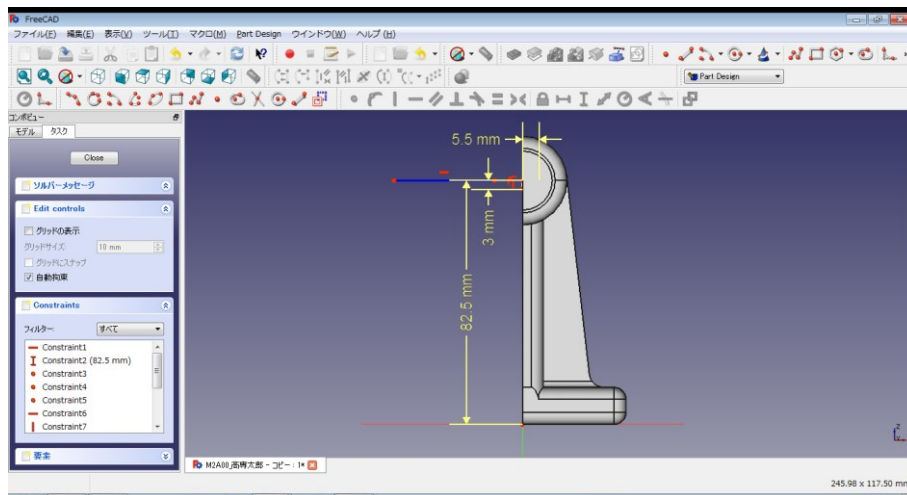 FreeCAD
ファイル(F) 編集(E) 表示(V) ツール(T) マクロ(M) Part Design ウインドウ(W) ヘルプ(H)
Part Design
コンボビュー
モデル タスク
Close
ソルバーメッセージ
Edit controls
グリッドの表示
グリッドサイズ: 10 mm
グリッドにスナップ
自動拘束
Constraints
フィルター: すべて
Constraint1
Constraint2 (82.5 mm)
Constraint3
Constraint4
Constraint5
Constraint6
Constraint7
要素
5.5 mm
3 mm
82.5 mm
z
M2A00_高専太郎 - コピー : 1*
245.98 x 117.50 mm